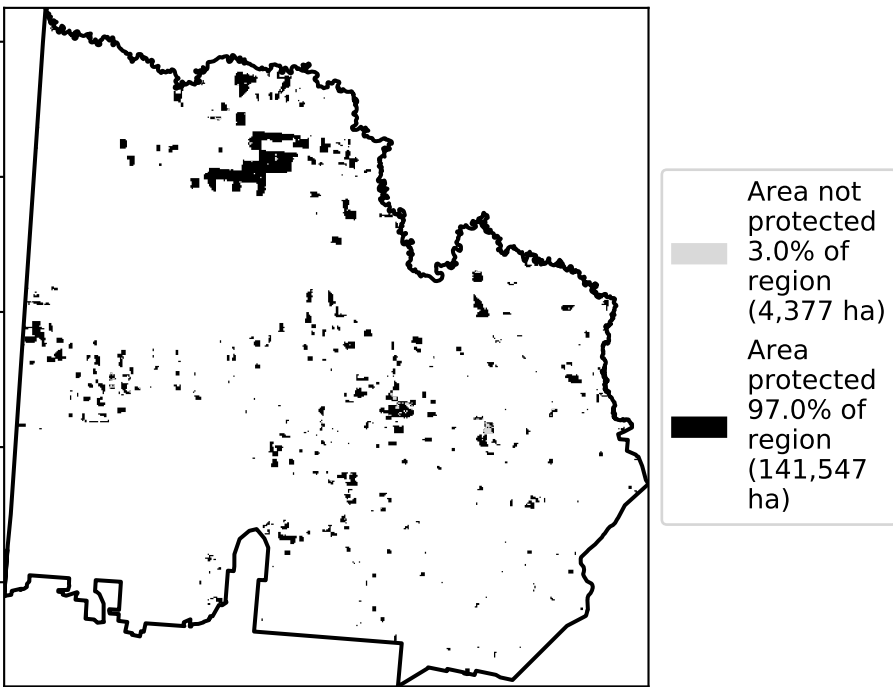 Area not
protected
3.0% of
region
(4,377 ha)
Area
protected
97.0% of
region
(141,547
ha)